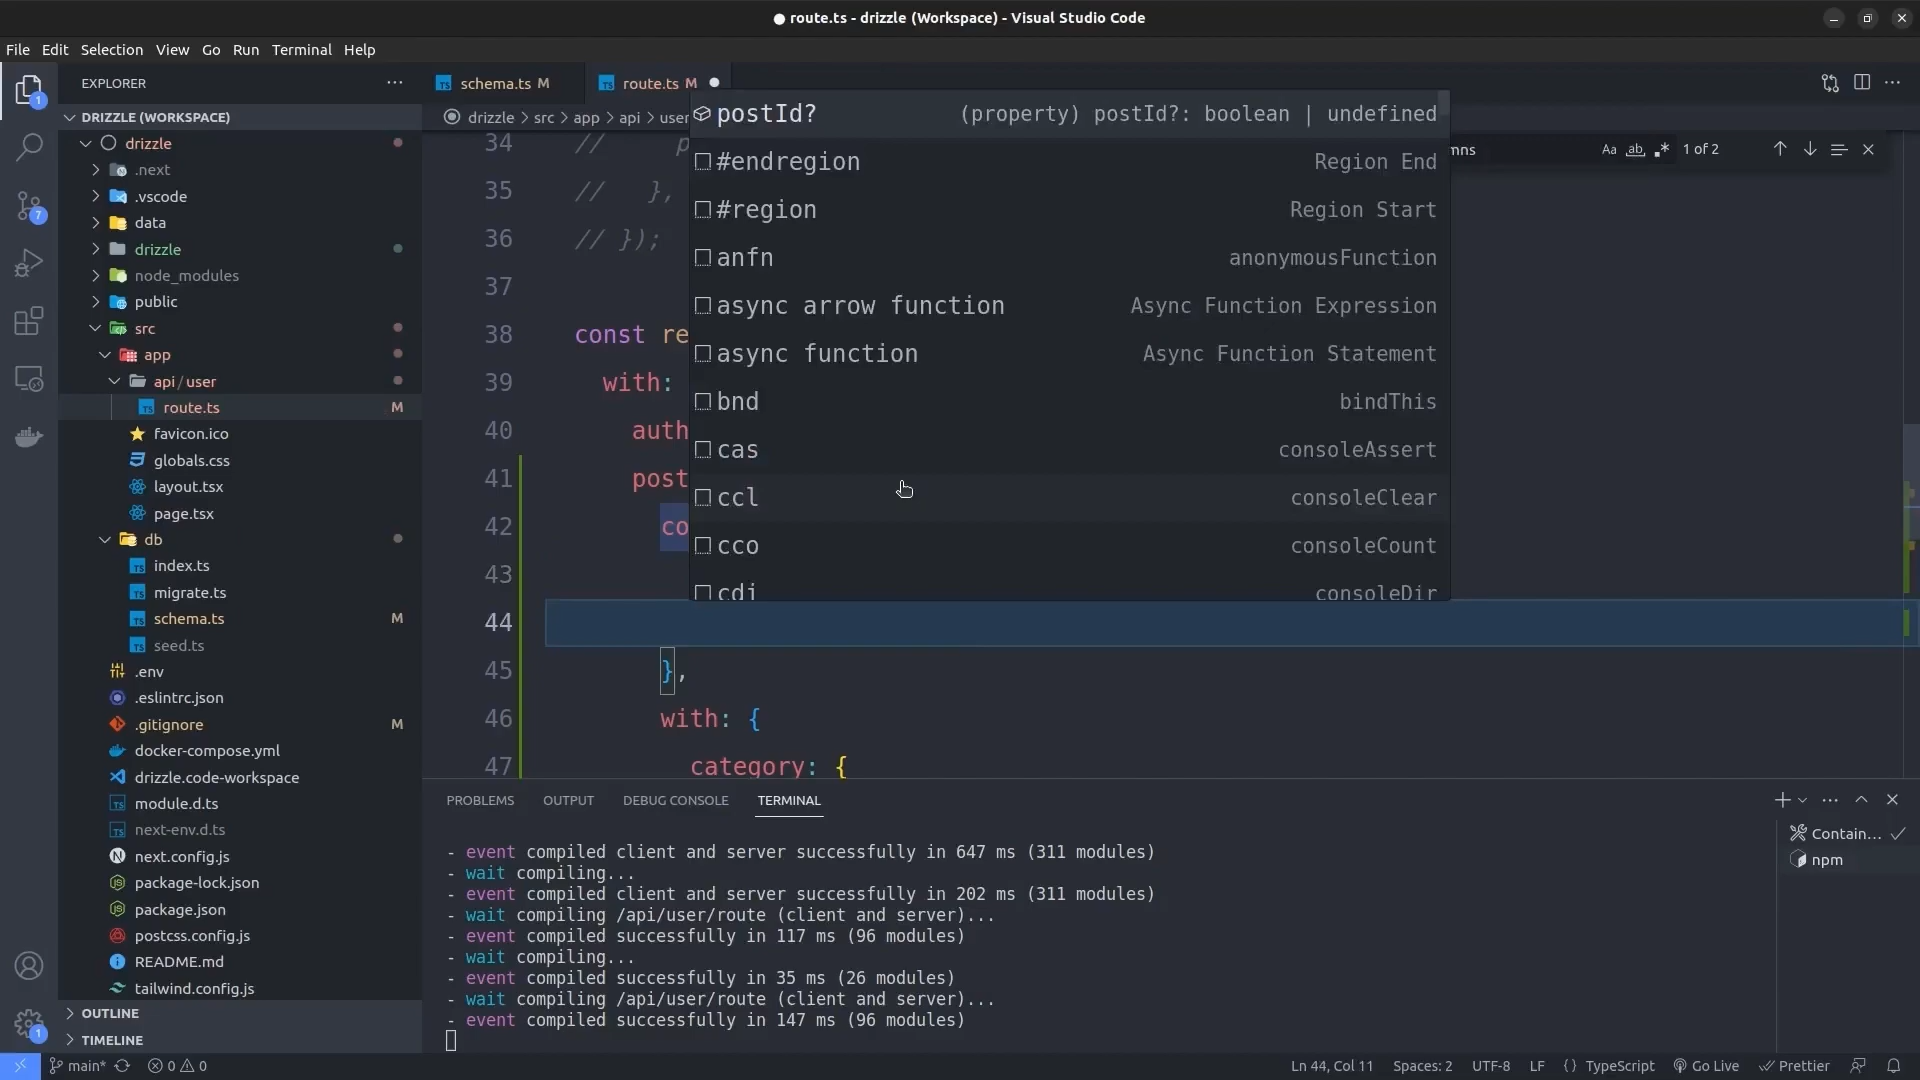 route.ts - drizzle (Workspace) - Visual Studio Code
File Edit Selection View Go Run Terminal Help
EXPLORER
DRIZZLE (WORKSPACE)
drizzle
.next
.vscode
data
drizzle
node_modules
public
src
app
api/user
route.ts M
favicon.ico
globals.css
layout.tsx
page.tsx
db
index.ts
migrate.ts
schema.ts M
seed.ts
.env
.eslintrc.json
.gitignore M
docker-compose.yml
drizzle.code-workspace
module.d.ts
next-env.d.ts
next.config.js
package-lock.json
package.json
postcss.config.js
README.md
tailwind.config.js
OUTLINE
TIMELINE
1
7
1
schema.ts M
route.ts M
drizzle > src > app > api > user
mns Aa ab 1 of 2
34 // p
35 // },
36 // });
37
38 const re
39 with:
40 auth
41 post
42 co
43
44
45 },
46 with: {
47 category: {
postId? (property) postId?: boolean | undefined
#endregion Region End
#region Region Start
anfn anonymousFunction
async arrow function Async Function Expression
async function Async Function Statement
bnd bindThis
cas consoleAssert
ccl consoleClear
cco consoleCount
cdi consoleDir
PROBLEMS OUTPUT DEBUG CONSOLE TERMINAL
- event compiled client and server successfully in 647 ms (311 modules)
- wait compiling...
- event compiled client and server successfully in 202 ms (311 modules)
- wait compiling /api/user/route (client and server)...
- event compiled successfully in 117 ms (96 modules)
- wait compiling...
- event compiled successfully in 35 ms (26 modules)
- wait compiling /api/user/route (client and server)...
- event compiled successfully in 147 ms (96 modules)
Contain...
npm
main* 0 0 Ln 44, Col 11 Spaces: 2 UTF-8 LF {} TypeScript Go Live Prettier